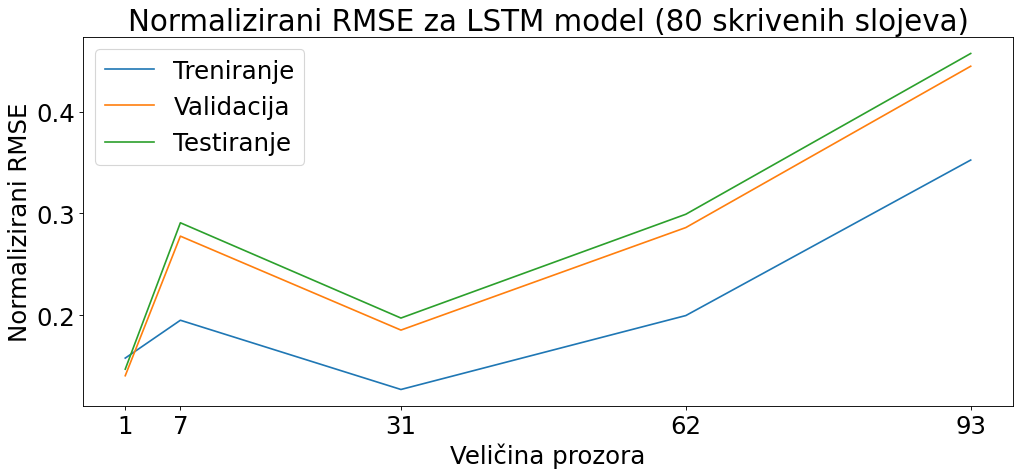 Normalizirani RMSE za LSTM model (80 skrivenih slojeva)
Treniranje
Validacija
Testiranje
Normalizirani RMSE
0.4
0.3
0.2
1 7 31 62 93
Veličina prozora